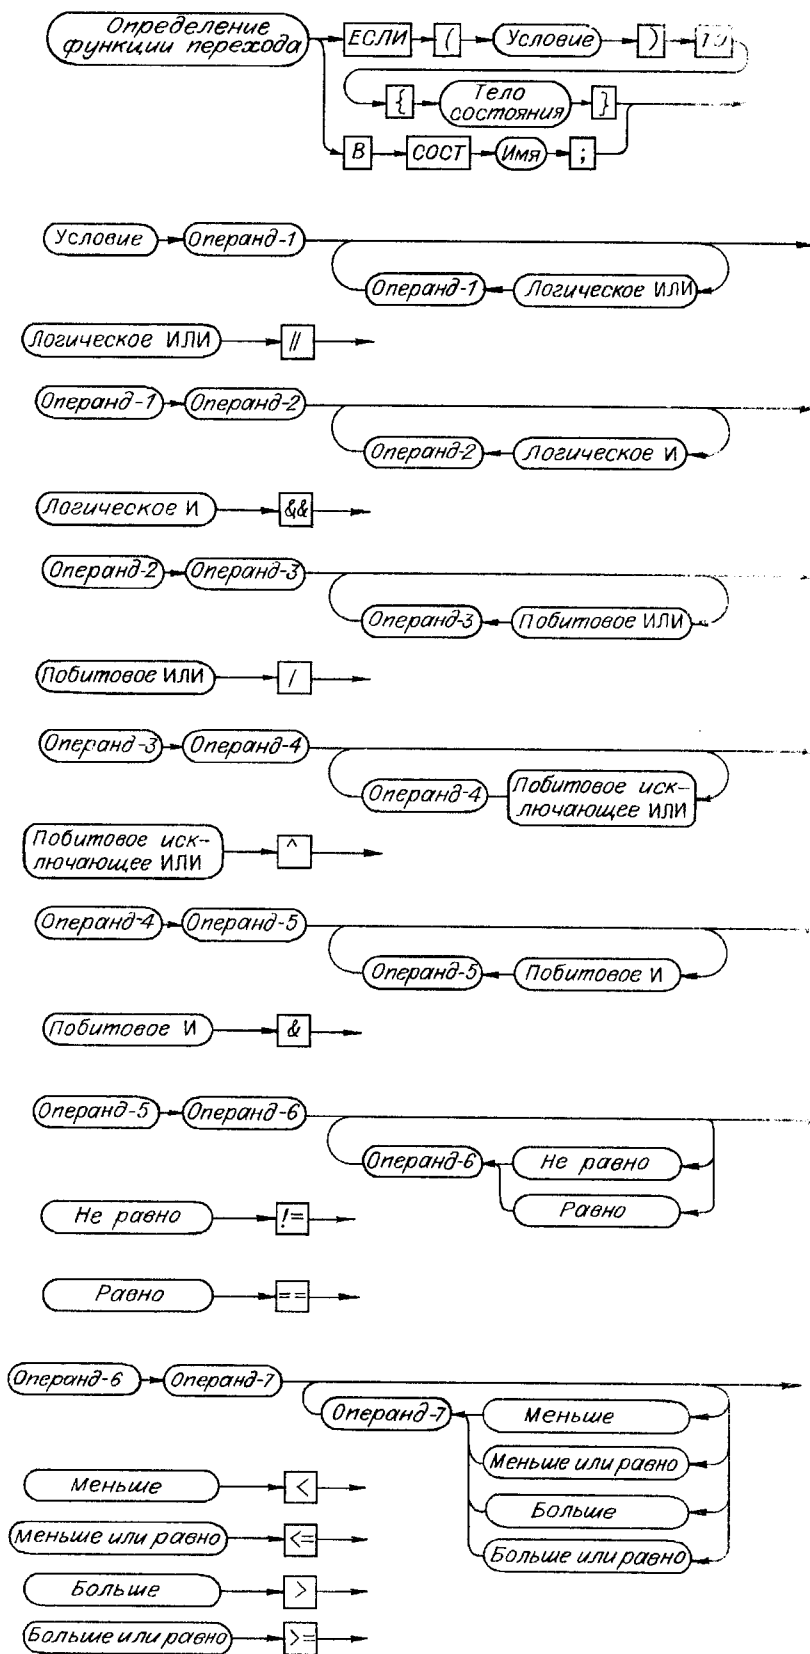 Определение
функции перехода
ЕСЛИ ( Условие )
{ Тело
состояния }
В СОСТ Имя ;
Условие Операнд-1
Операнд-1 Логическое ИЛИ
Логическое ИЛИ //
Операнд-1 Операнд-2
Операнд-2 Логическое И
Логическое И &&
Операнд-2 Операнд-3
Операнд-3 Побитовое ИЛИ
Побитовое ИЛИ /
Операнд-3 Операнд-4
Операнд-4 Побитовое иск-
лючающее ИЛИ
Побитовое иск-
лючающее ИЛИ ^
Операнд-4 Операнд-5
Операнд-5 Побитовое И
Побитовое И &
Операнд-5 Операнд-6
Операнд-6 Не равно
Равно
Не равно !=
Равно ==
Операнд-6 Операнд-7
Операнд-7 Меньше
Меньше или равно
Больше
Больше или равно
Меньше <
Меньше или равно <=
Больше >
Больше или равно >=